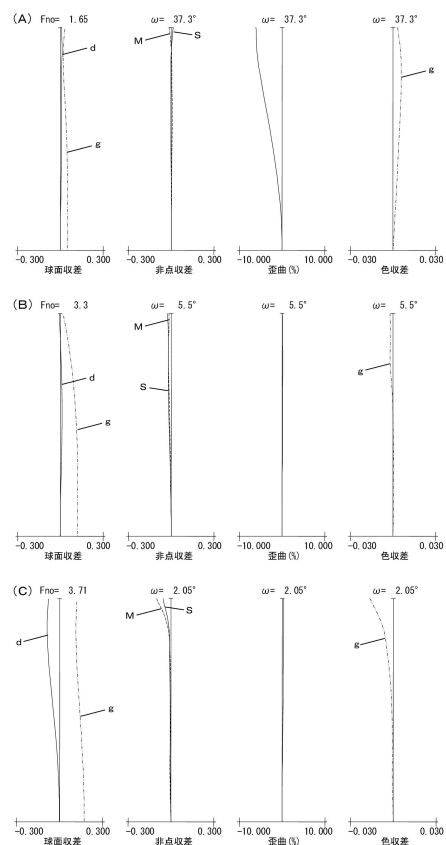 (A) Fno= 1.65 ω= 37.3° ω= 37.3° ω= 37.3°
d
g
M S
g
-0.300 0.300 -0.300 0.300 -10.000 10.000 -0.030 0.030
球面収差 非点収差 歪曲(%) 色収差
(B) Fno= 3.3 ω= 5.5° ω= 5.5° ω= 5.5°
d
g
M
S
g
-0.300 0.300 -0.300 0.300 -10.000 10.000 -0.030 0.030
球面収差 非点収差 歪曲(%) 色収差
(C) Fno= 3.71 ω= 2.05° ω= 2.05° ω= 2.05°
d
g
M S
g
-0.300 0.300 -0.300 0.300 -10.000 10.000 -0.030 0.030
球面収差 非点収差 歪曲(%) 色収差